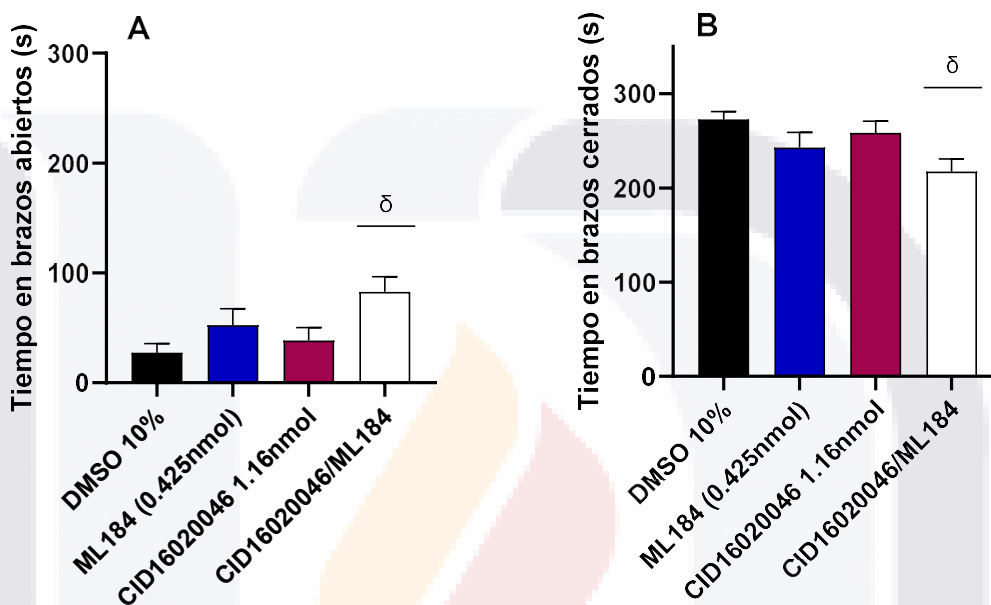 A
Tiempo en brazos abiertos (s)
300
200
100
0
δ
DMSO 10%
ML184 (0.425nmol)
CID16020046 1.16nmol
CID16020046/ML184
B
Tiempo en brazos cerrados (s)
300
200
100
0
δ
DMSO 10%
ML184 (0.425nmol)
CID16020046 1.16nmol
CID16020046/ML184